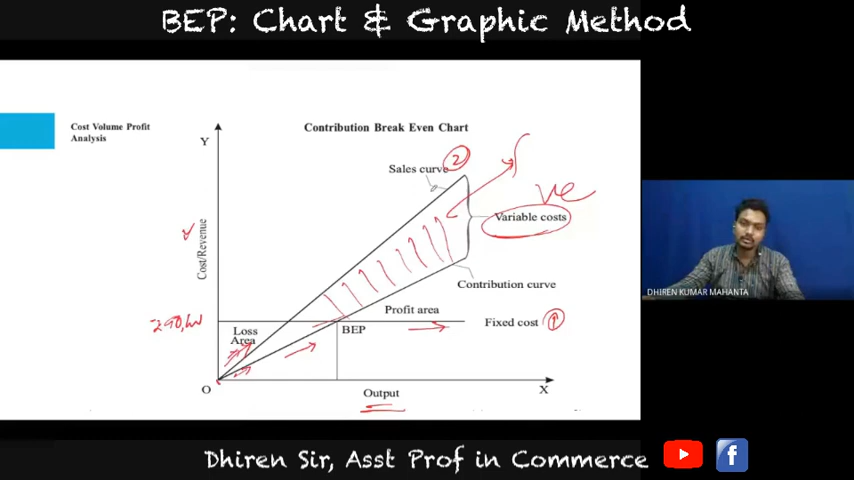 BEP: Chart & Graphic Method
Cost Volume Profit
Analysis
Contribution Break Even Chart
Y
Sales curve
2
Variable costs
Cost/Revenue
Contribution curve
Profit area
Loss
Area
BEP
Fixed cost
O
Output
X
DHIREN KUMAR MAHANTA
Dhiren Sir, Asst Prof in Commerce